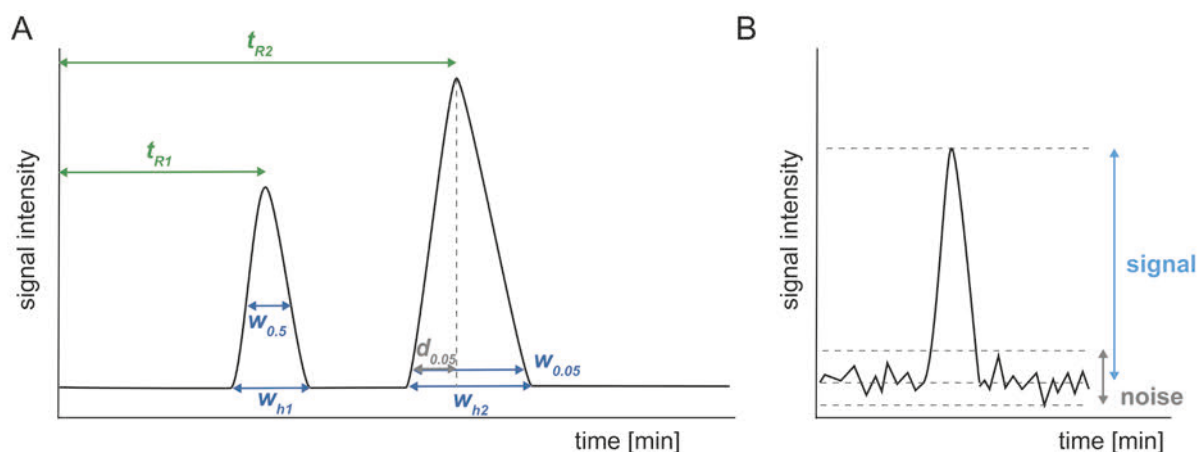 A
signal intensity
t_R2
t_R1
w_0.5
w_h1
d_0.05
w_0.05
w_h2
time [min]
B
signal intensity
signal
noise
time [min]